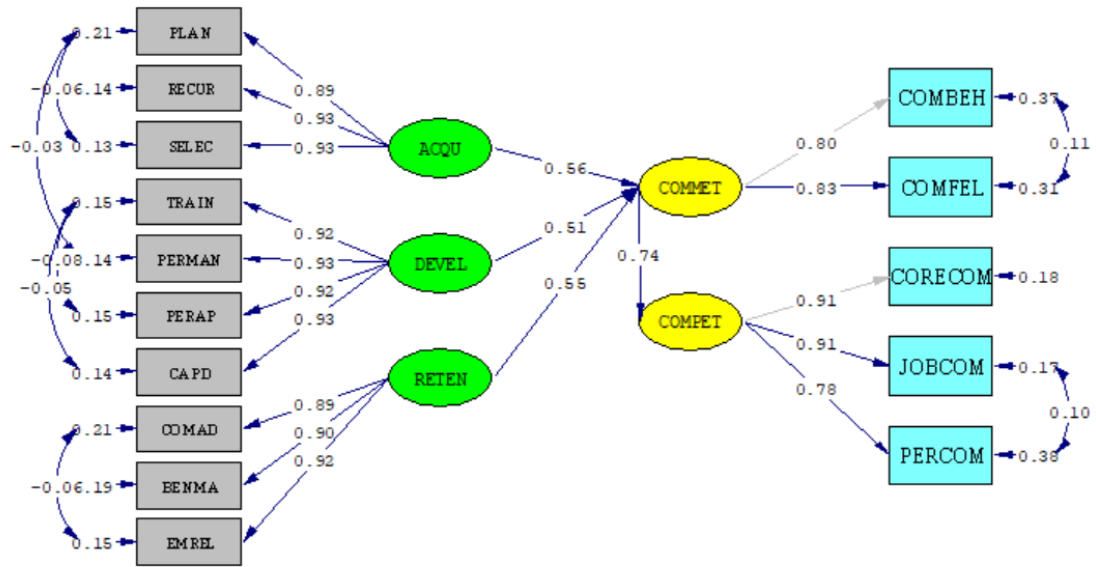 0.21 PLAN
0.89
-0.06.14 RECUR
0.93
COMBEH 0.37
-0.03 0.13 SELEC
0.93
ACQU
0.56
0.80
0.11
0.15 TRAIN
COMMET
0.83
COMFEL 0.31
0.92
-0.08.14 PERMAN
0.93
DEVEL
0.51
0.74
-0.05
0.92
0.55
CORECOM 0.18
0.91
0.15 PERAP
0.93
COMPET
0.91
JOBCOM 0.17
0.14 CAPD
RETEN
0.78
0.10
0.89
0.21 COMAD
0.90
PERCOM 0.38
0.92
-0.06.19 BENMA
0.15 EMREL